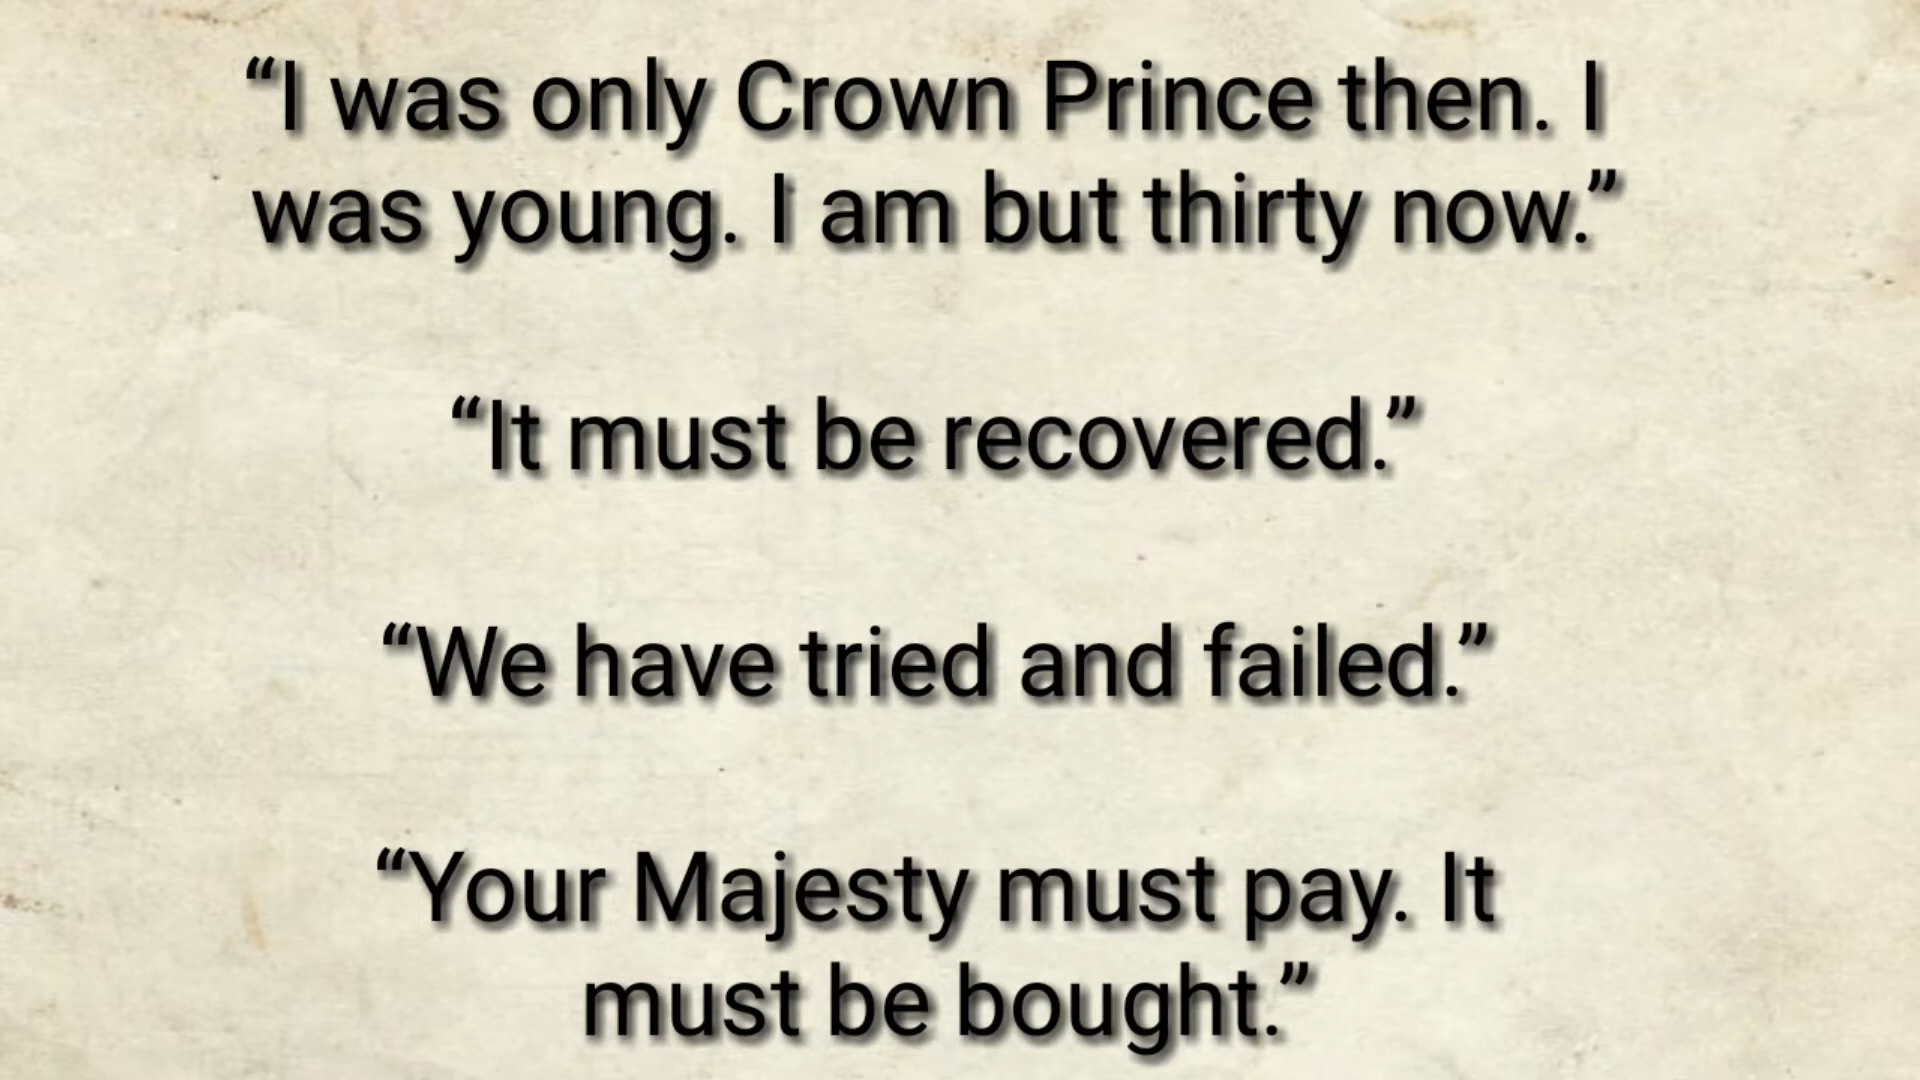 “I was only Crown Prince then. I
was young. I am but thirty now.”
“It must be recovered.”
“We have tried and failed.”
“Your Majesty must pay. It
must be bought.”